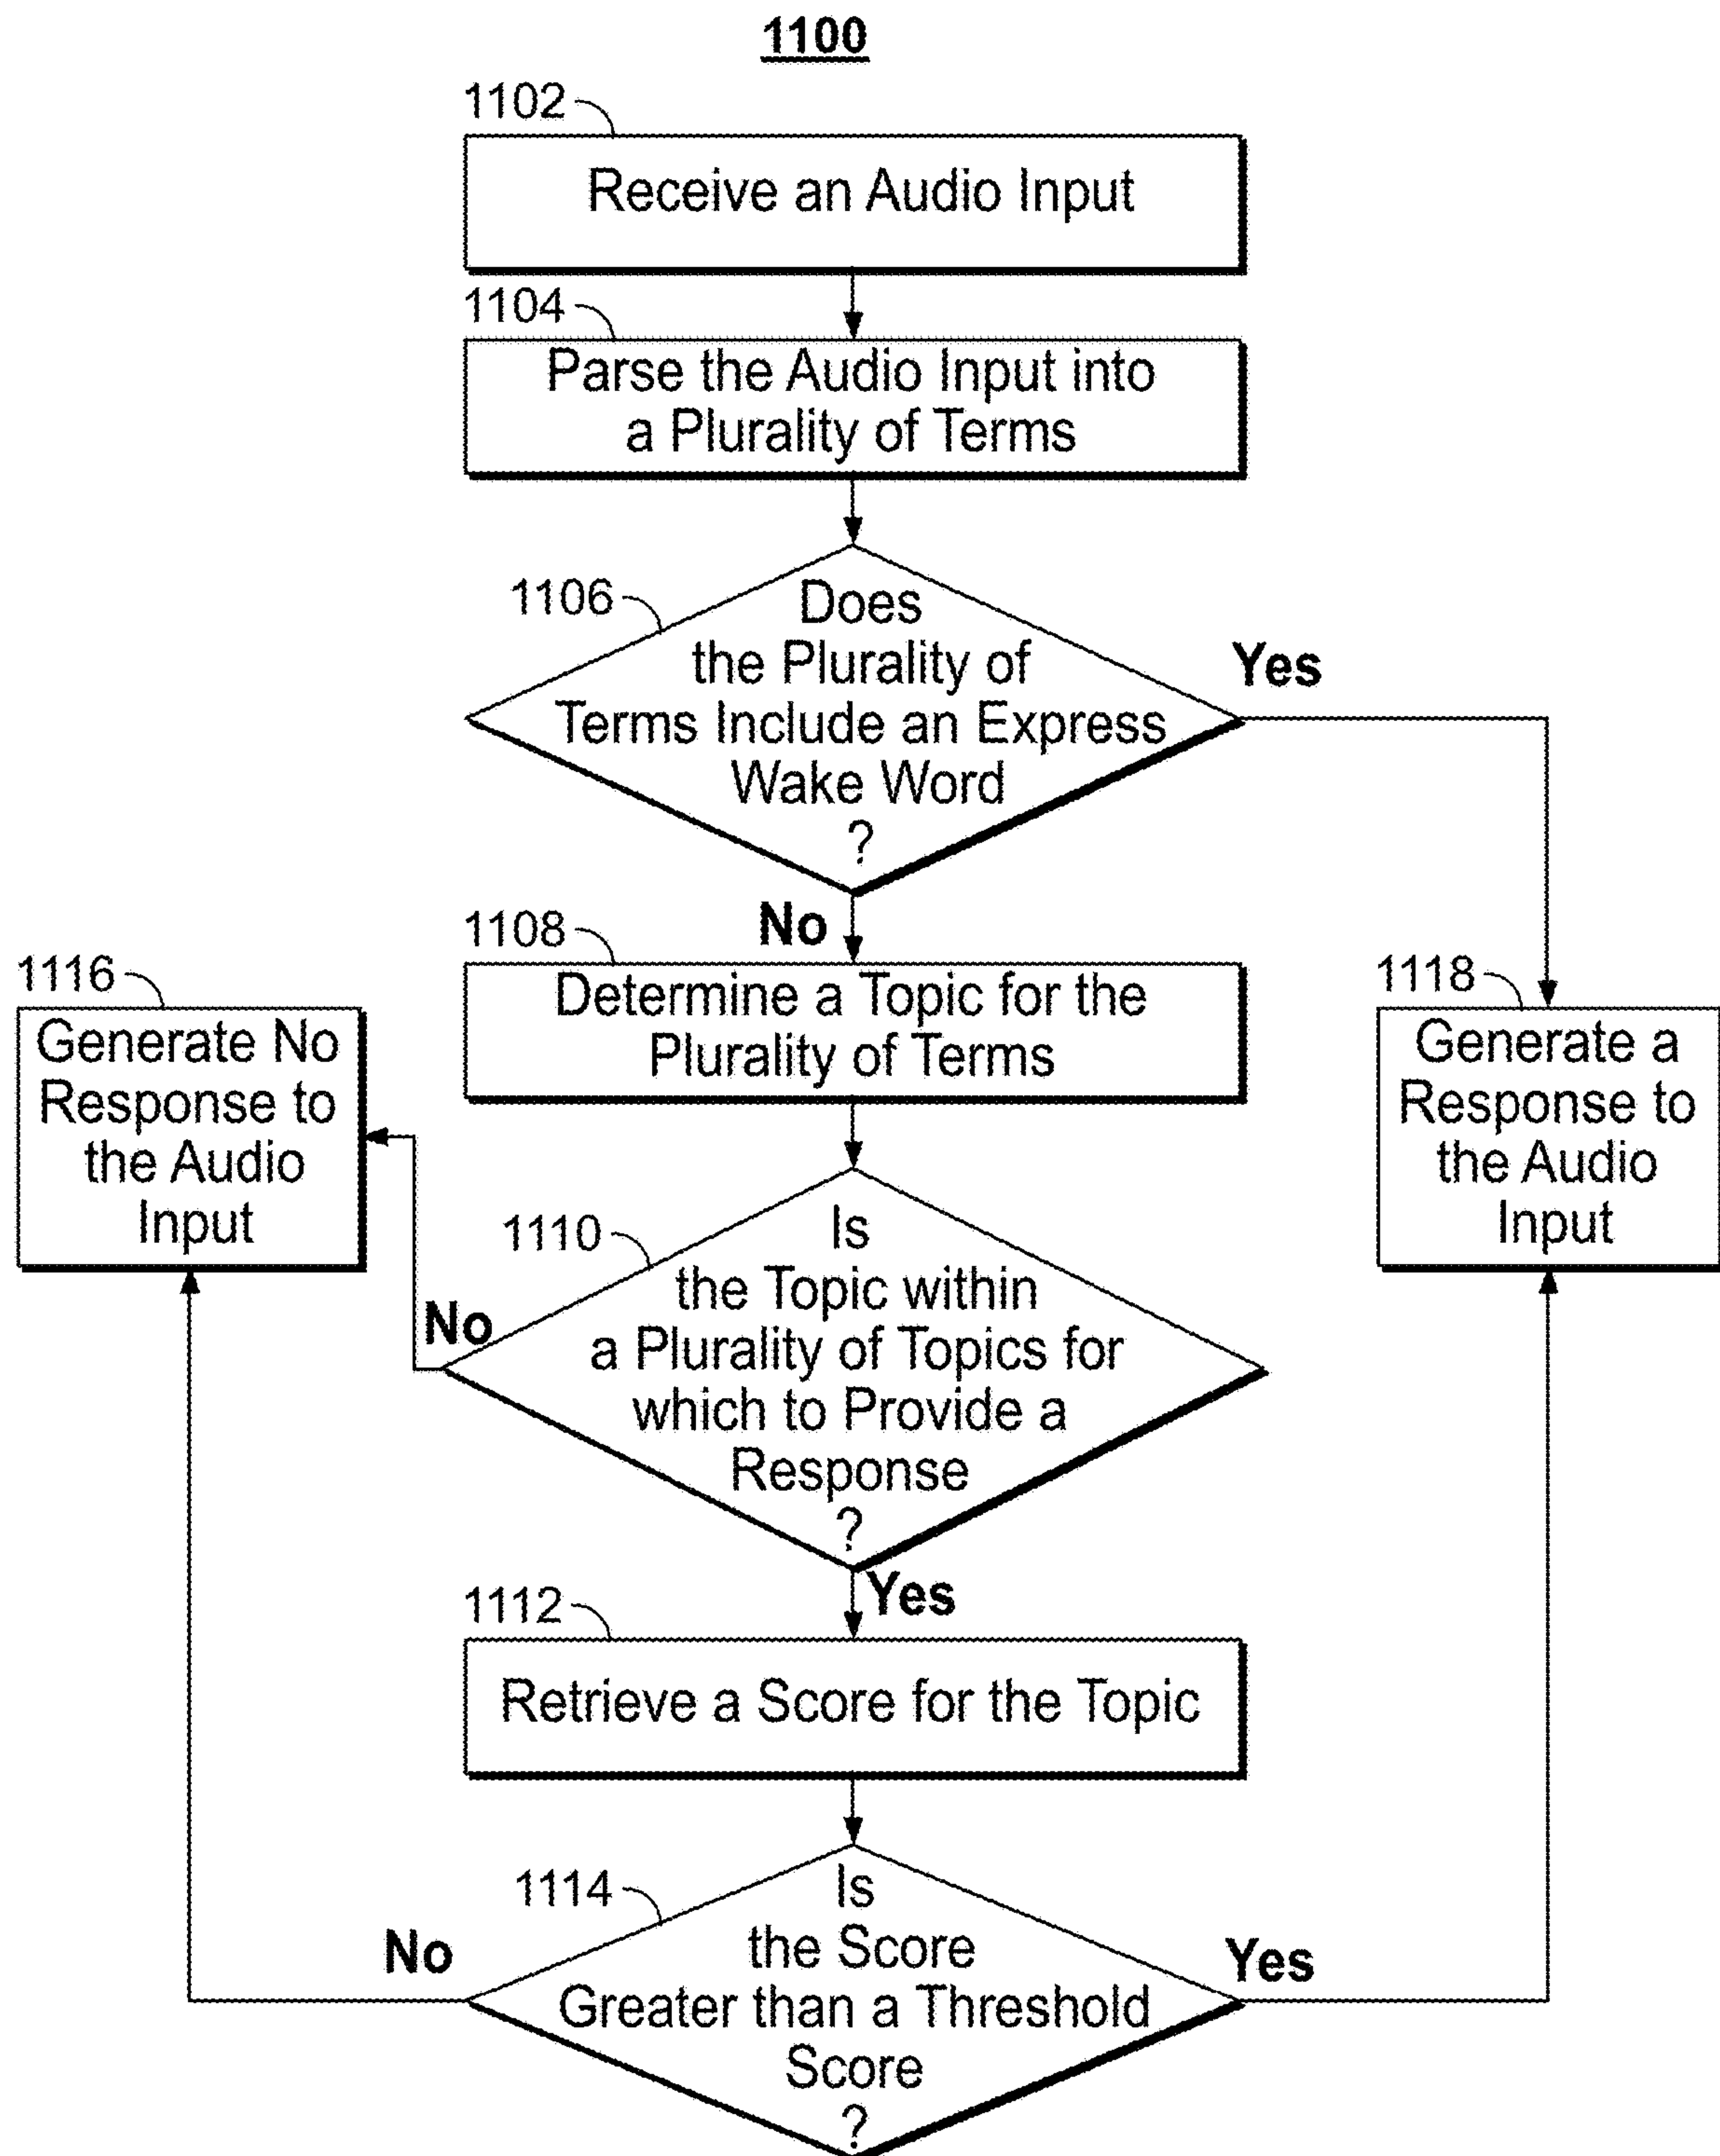 1100
1102
Receive an Audio Input
1104
Parse the Audio Input into
a Plurality of Terms
1106
Does
the Plurality of
Terms Include an Express
Wake Word
?
Yes
No
1108
Determine a Topic for the
Plurality of Terms
1116
Generate No
Response to
the Audio
Input
1118
Generate a
Response to
the Audio
Input
1110
Is
the Topic within
a Plurality of Topics for
which to Provide a
Response
?
No
Yes
1112
Retrieve a Score for the Topic
1114
Is
the Score
Greater than a Threshold
Score
?
No
Yes